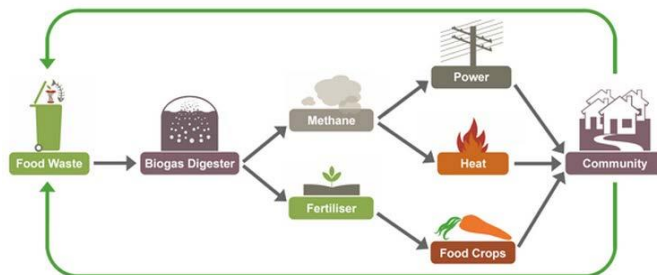 Power
Methane
Food Waste
Biogas Digester
Heat
Community
Fertiliser
Food Crops